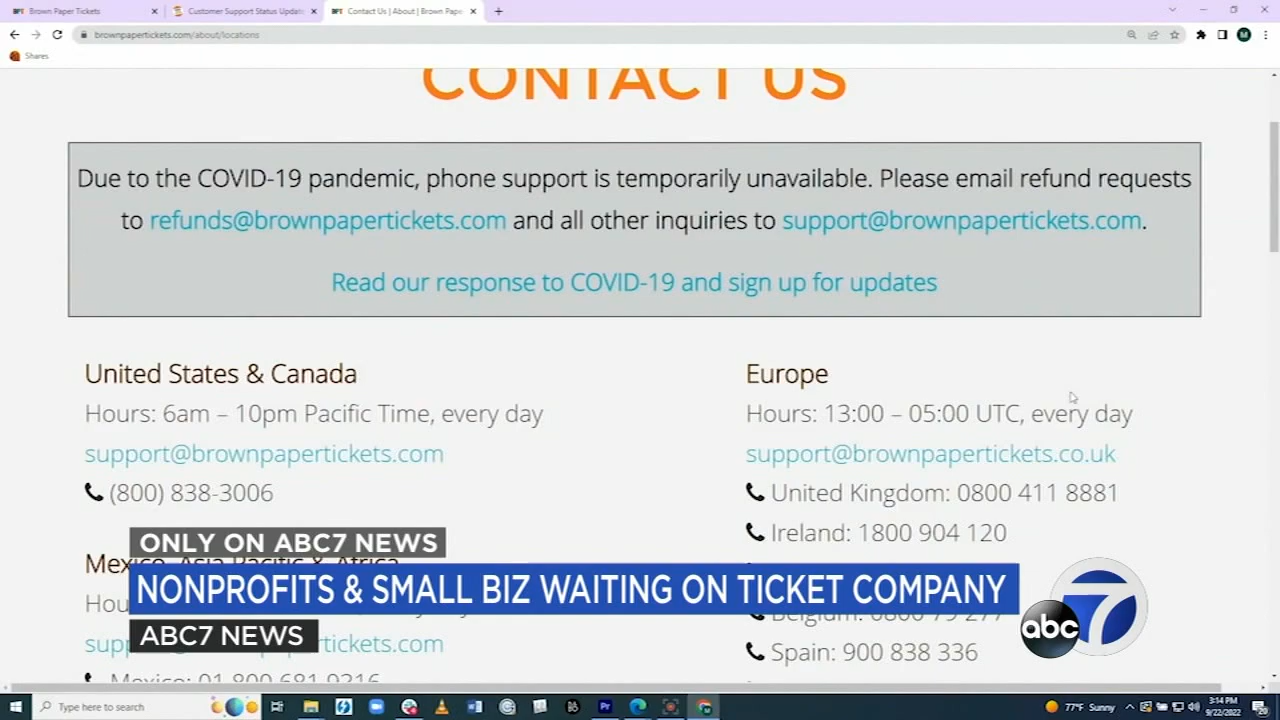 Brown Paper Tickets
Customer Support Status Updat
Contact Us | About | Brown Pape
brownpapertickets.com/about/locations
Shares
CONTACT US
Due to the COVID-19 pandemic, phone support is temporarily unavailable. Please email refund requests
to refunds@brownpapertickets.com and all other inquiries to support@brownpapertickets.com.
Read our response to COVID-19 and sign up for updates
United States & Canada
Hours: 6am – 10pm Pacific Time, every day
support@brownpapertickets.com
(800) 838-3006
Europe
Hours: 13:00 – 05:00 UTC, every day
support@brownpapertickets.co.uk
United Kingdom: 0800 411 8881
Ireland: 1800 904 120
Spain: 900 838 336
ONLY ON ABC7 NEWS
NONPROFITS & SMALL BIZ WAITING ON TICKET COMPANY
ABC7 NEWS
abc 7
Type here to search
77°F Sunny
3:14 PM
9/22/2022